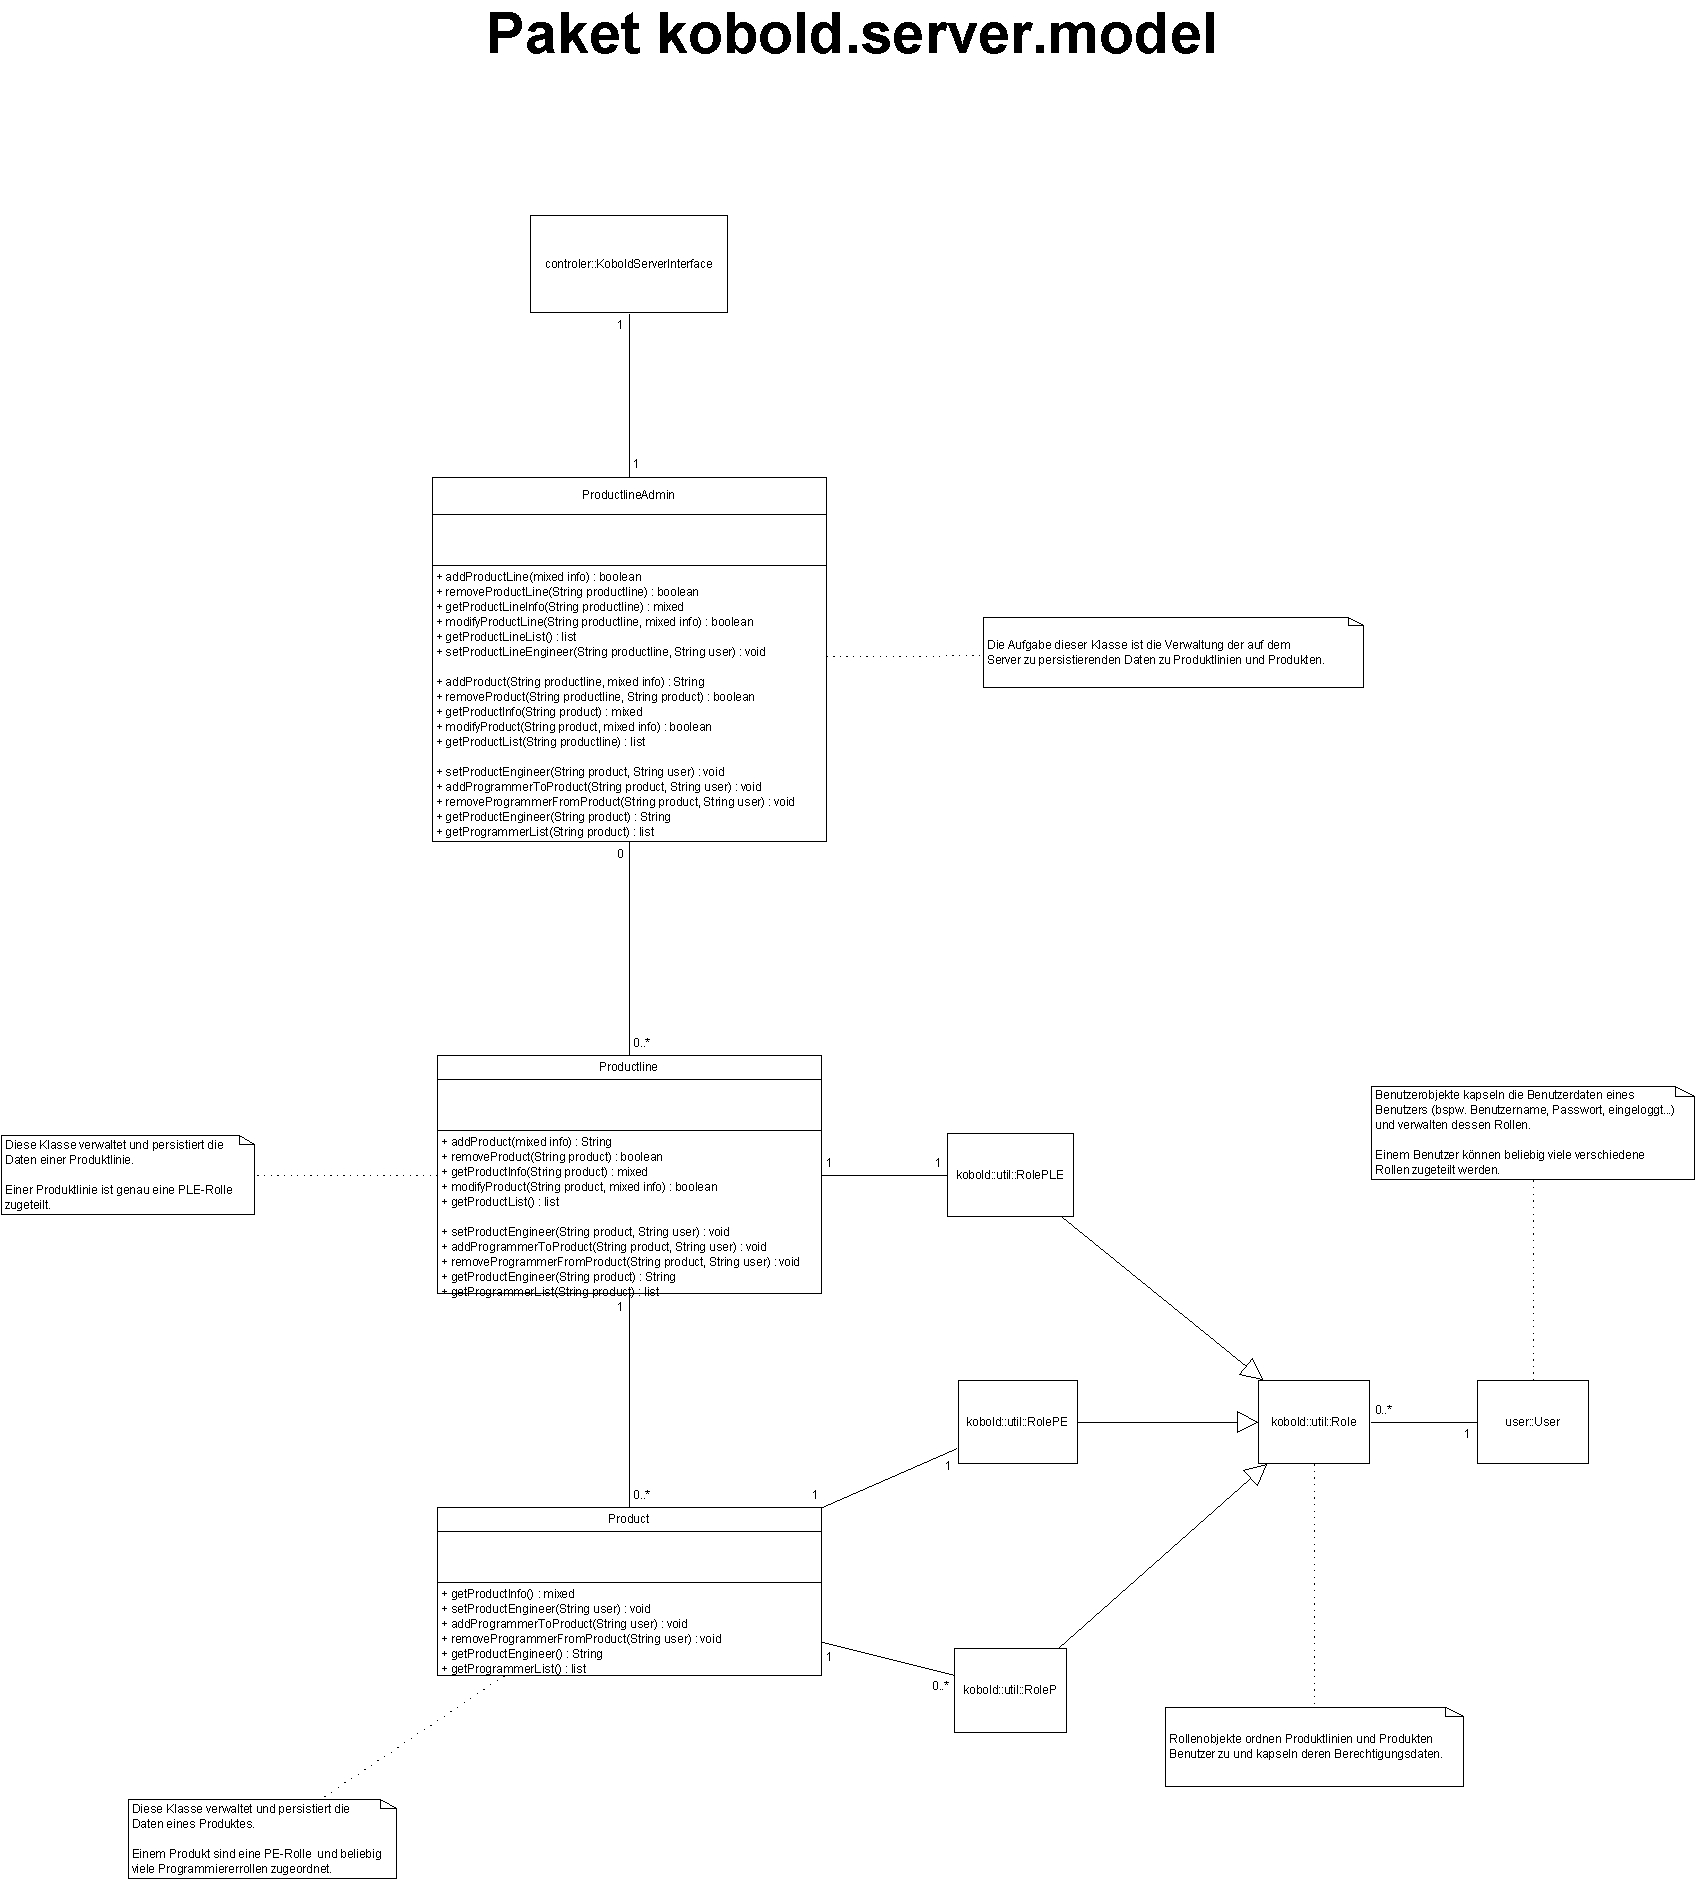 Paket kobold.server.model
controler::KoboldServerInterface
1
1
ProductlineAdmin
+ addProductLine(mixed info) : boolean
+ removeProductLine(String productline) : boolean
+ getProductLineInfo(String productline) : mixed
+ modifyProductLine(String productline, mixed info) : boolean
+ getProductLineList() : list
+ setProductLineEngineer(String productline, String user) : void
+ addProduct(String productline, mixed info) : String
+ removeProduct(String productline, String product) : boolean
+ getProductInfo(String product) : mixed
+ modifyProduct(String product, mixed info) : boolean
+ getProductList(String productline) : list
+ setProductEngineer(String product, String user) : void
+ addProgrammerToProduct(String product, String user) : void
+ removeProgrammerFromProduct(String product, String user) : void
+ getProductEngineer(String product) : String
+ getProgrammerList(String product) : list
Die Aufgabe dieser Klasse ist die Verwaltung der auf dem
Server zu persistierenden Daten zu Produktlinien und Produkten.
0
0..*
Productline
+ addProduct(mixed info) : String
+ removeProduct(String product) : boolean
+ getProductInfo(String product) : mixed
+ modifyProduct(String product, mixed info) : boolean
+ getProductList() : list
+ setProductEngineer(String product, String user) : void
+ addProgrammerToProduct(String product, String user) : void
+ removeProgrammerFromProduct(String product, String user) : void
+ getProductEngineer(String product) : String
+ getProgrammerList(String product) : list
Diese Klasse verwaltet und persistiert die
Daten einer Produktlinie.
Einer Produktlinie ist genau eine PLE-Rolle
zugeteilt.
1
1
kobold::util::RolePLE
Benutzerobjekte kapseln die Benutzerdaten eines
Benutzers (bspw. Benutzername, Passwort, eingeloggt...)
und verwalten dessen Rollen.
Einem Benutzer können beliebig viele verschiedene
Rollen zugeteilt werden.
1
0..*
kobold::util::RolePE
kobold::util::Role
0..*
1
user::User
1
1
Product
+ getProductInfo() : mixed
+ setProductEngineer(String user) : void
+ addProgrammerToProduct(String user) : void
+ removeProgrammerFromProduct(String user) : void
+ getProductEngineer() : String
+ getProgrammerList() : list
1
0..*
kobold::util::RoleP
Rollenobjekte ordnen Produktlinien und Produkten
Benutzer zu und kapseln deren Berechtigungsdaten.
Diese Klasse verwaltet und persistiert die
Daten eines Produktes.
Einem Produkt sind eine PE-Rolle und beliebig
viele Programmiererrollen zugeordnet.